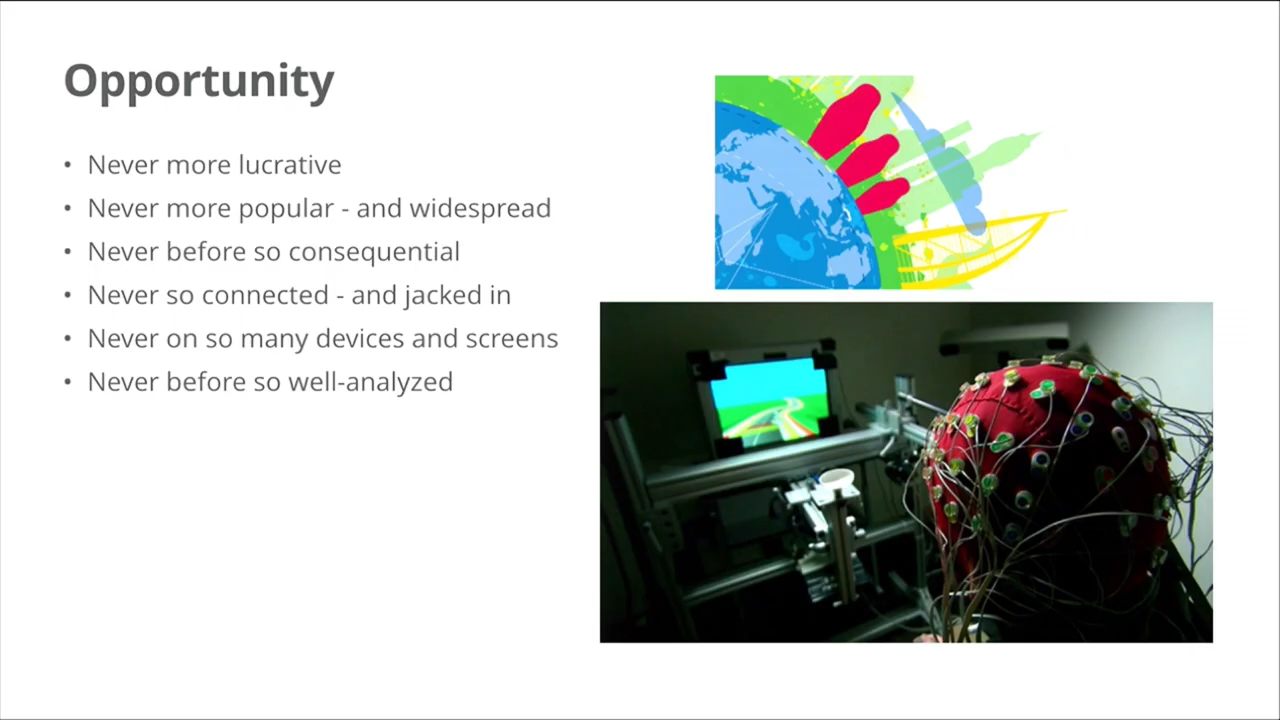 Opportunity
• Never more lucrative
• Never more popular - and widespread
• Never before so consequential
• Never so connected - and jacked in
• Never on so many devices and screens
• Never before so well-analyzed